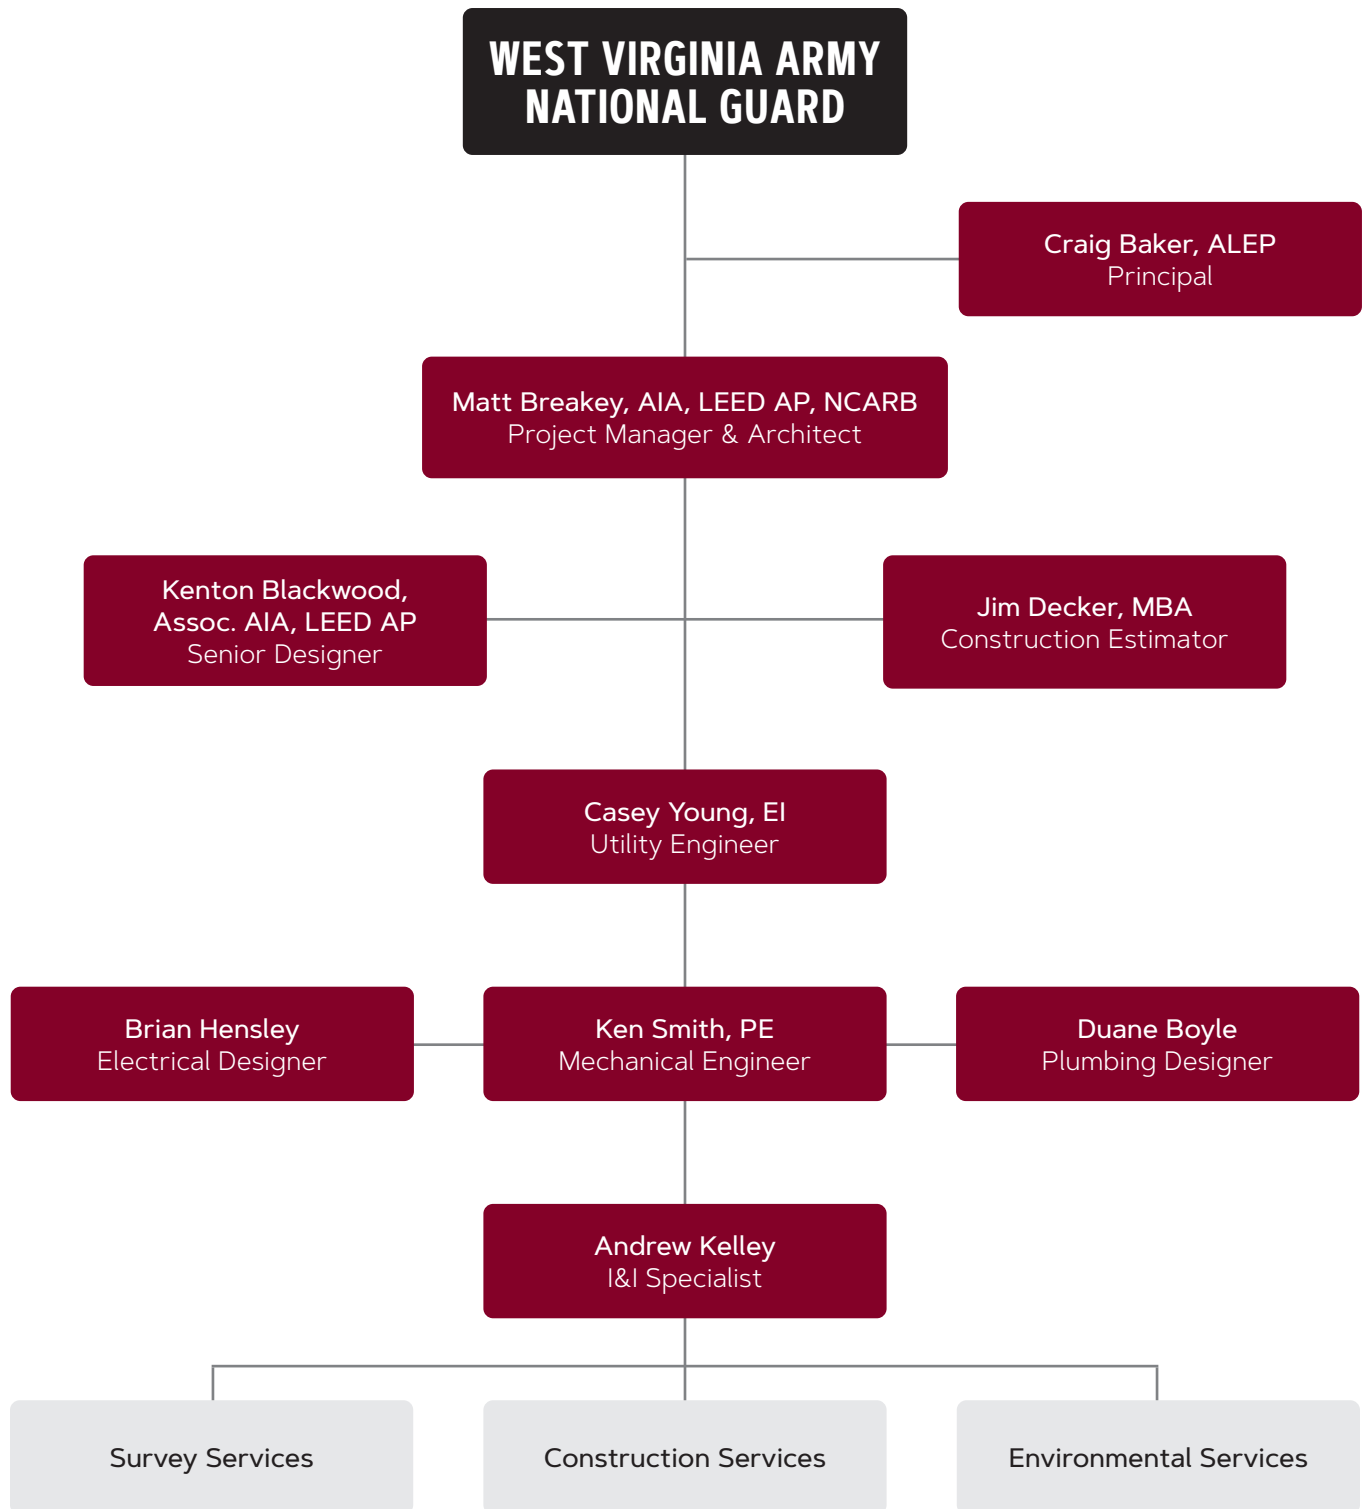 WEST VIRGINIA ARMY
NATIONAL GUARD
Craig Baker, ALEP
Principal
Matt Breakey, AIA, LEED AP, NCARB
Project Manager & Architect
Kenton Blackwood,
Assoc. AIA, LEED AP
Senior Designer
Jim Decker, MBA
Construction Estimator
Casey Young, EI
Utility Engineer
Brian Hensley
Electrical Designer
Ken Smith, PE
Mechanical Engineer
Duane Boyle
Plumbing Designer
Andrew Kelley
I&I Specialist
Survey Services
Construction Services
Environmental Services